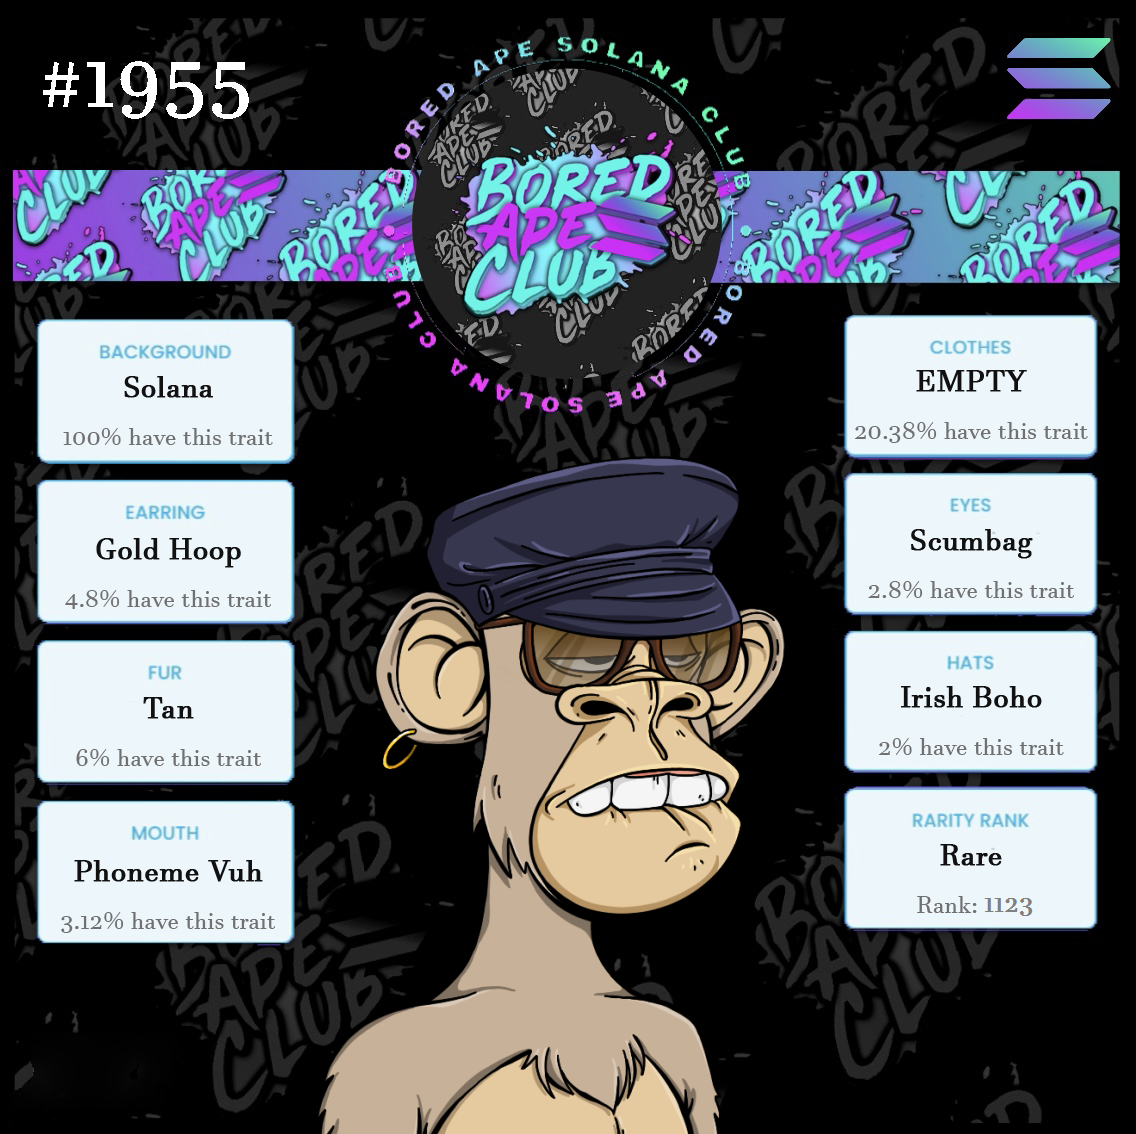 #1955
BORED APE SOLANA CLUB
BORED APE SOLANA CLUB
BORED
APE
CLUB
BACKGROUND
Solana
100% have this trait
EARRING
Gold Hoop
4.8% have this trait
FUR
Tan
6% have this trait
MOUTH
Phoneme Vuh
3.12% have this trait
CLOTHES
EMPTY
20.38% have this trait
EYES
Scumbag
2.8% have this trait
HATS
Irish Boho
2% have this trait
RARITY RANK
Rare
Rank: 1123